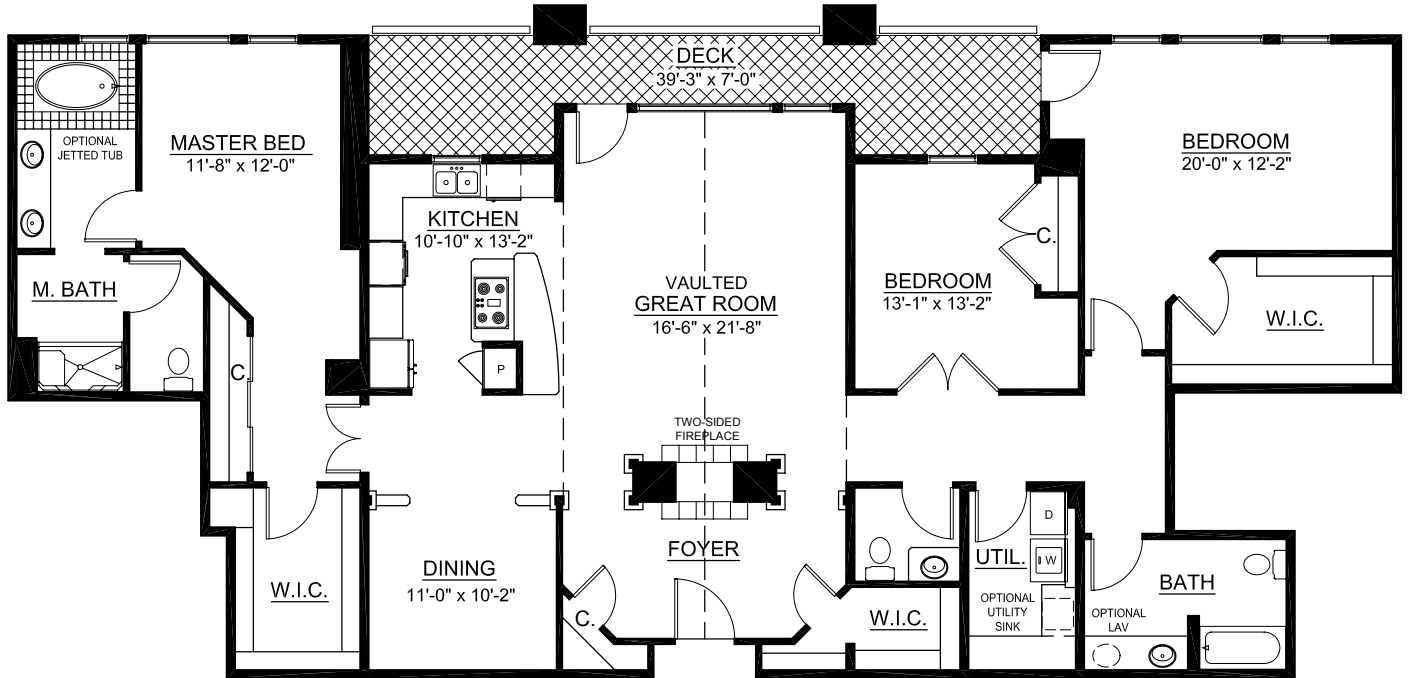 DECK
39'-3" x 7'-0"
OPTIONAL
JETTED TUB
MASTER BED
11'-8" x 12'-0"
BEDROOM
20'-0" x 12'-2"
KITCHEN
10'-10" x 13'-2"
C.
M. BATH
VAULTED
GREAT ROOM
16'-6" x 21'-8"
BEDROOM
13'-1" x 13'-2"
W.I.C.
C.
P
TWO-SIDED
FIREPLACE
D
FOYER
UTIL.
W
DINING
11'-0" x 10'-2"
W.I.C.
BATH
OPTIONAL
UTILITY
SINK
OPTIONAL
LAV
C.
W.I.C.